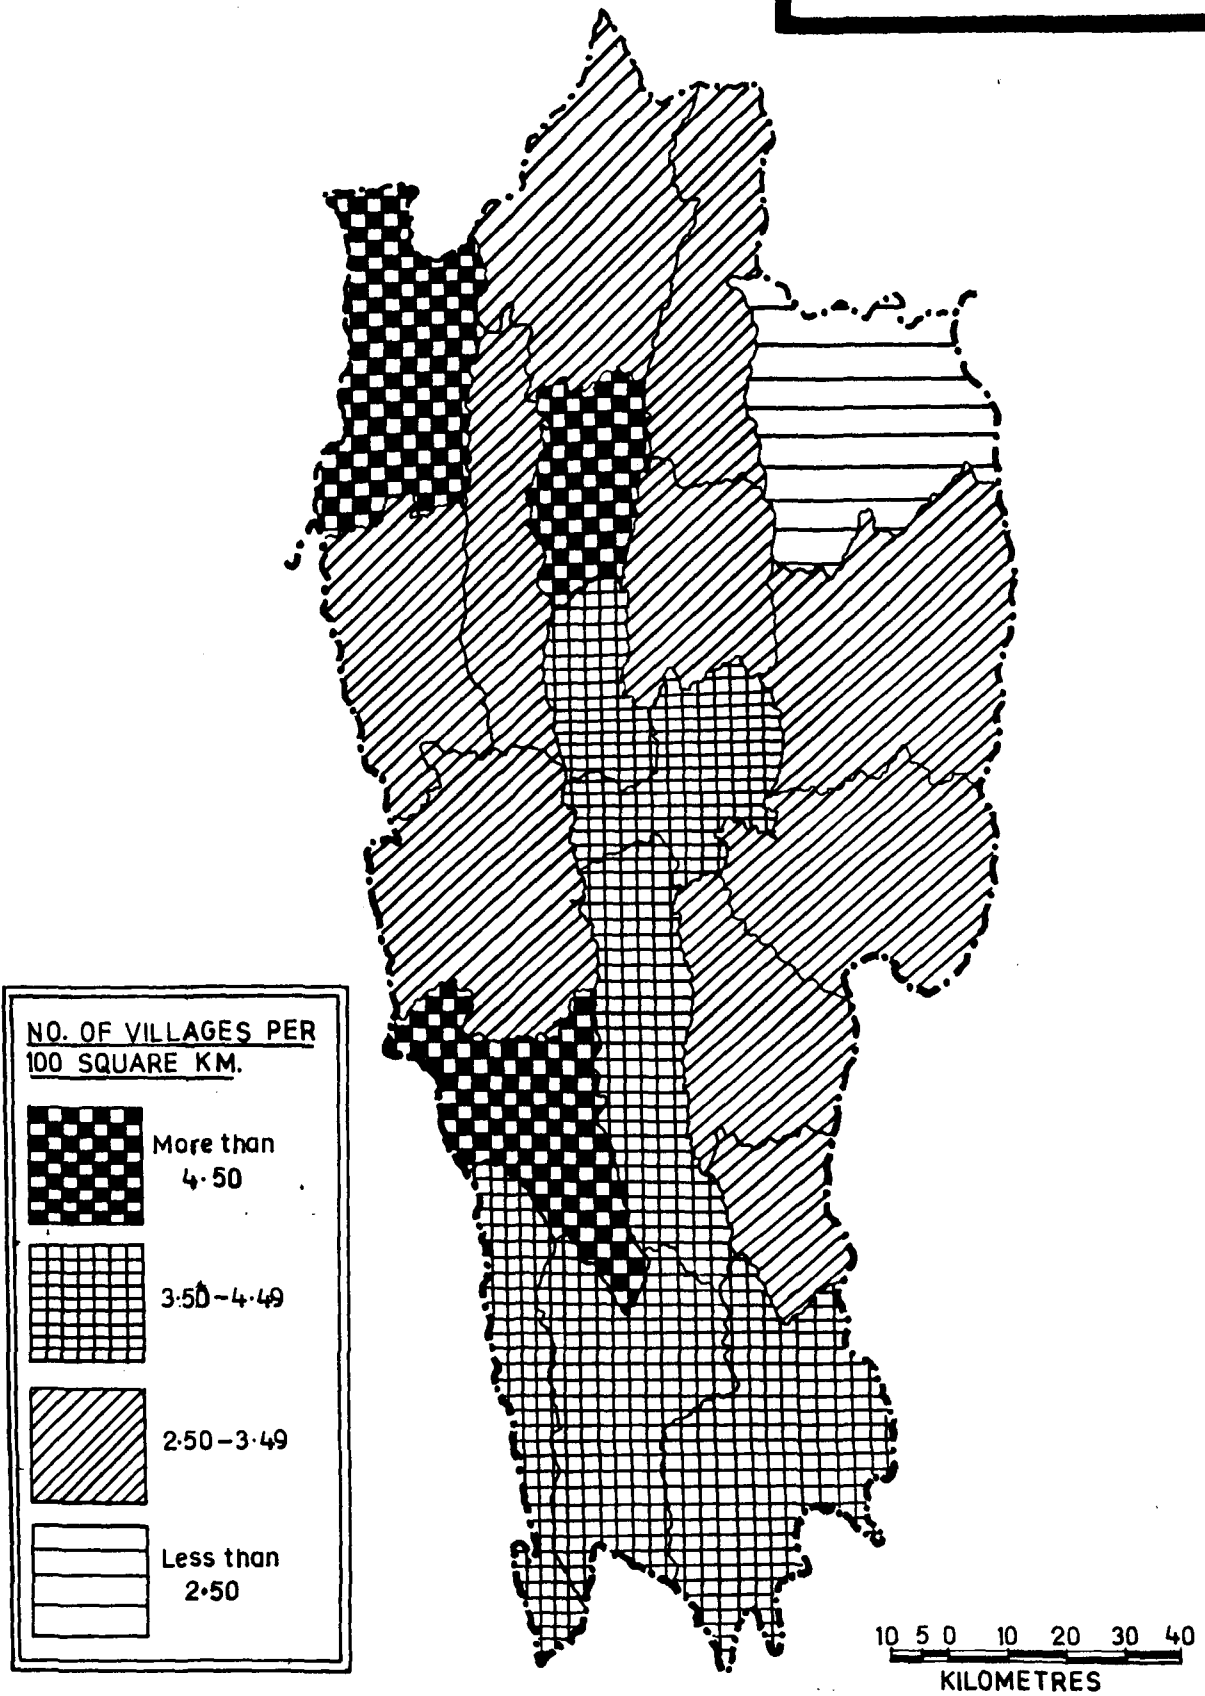 NO. OF VILLAGES PER
100 SQUARE KM.
More than
4·50
3·50-4·49
2·50-3·49
Less than
2·50
10 5 0 10 20 30 40
KILOMETRES